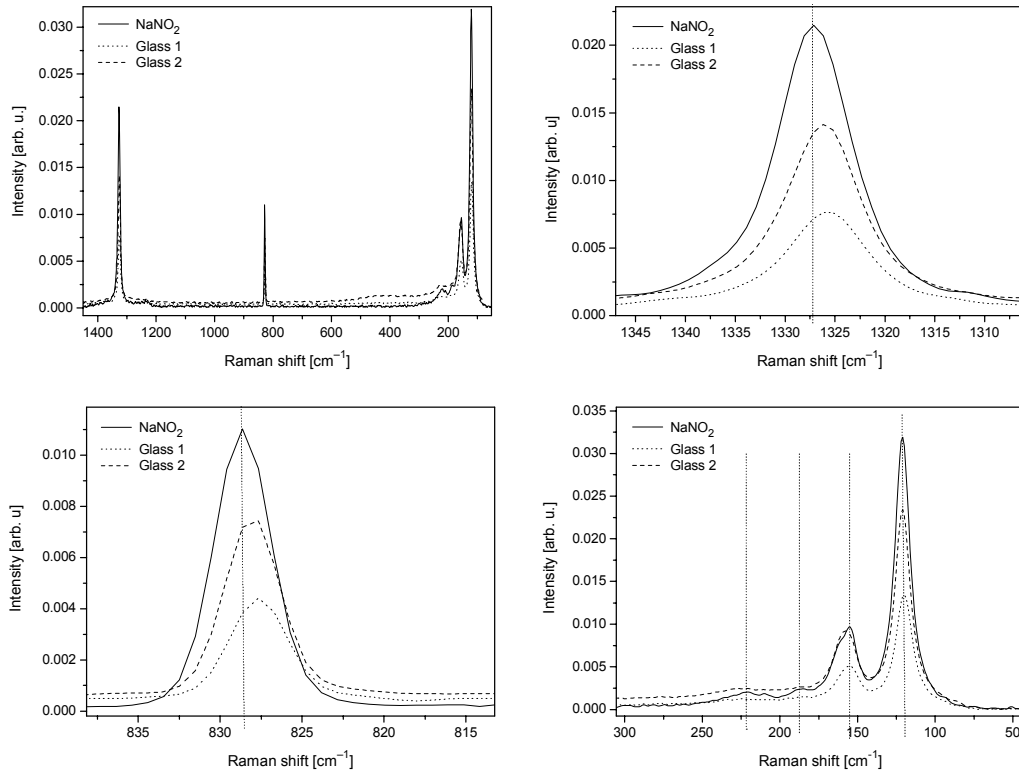 NaNO2
Glass 1
Glass 2
Intensity [arb. u.]
0.030
0.025
0.020
0.015
0.010
0.005
0.000
1400 1200 1000 800 600 400 200
Raman shift [cm−1]
NaNO2
Glass 1
Glass 2
Intensity [arb. u]
0.020
0.015
0.010
0.005
0.000
1345 1340 1335 1330 1325 1320 1315 1310
Raman shift [cm−1]
NaNO2
Glass 1
Glass 2
Intensity [arb. u]
0.010
0.008
0.006
0.004
0.002
0.000
835 830 825 820 815
Raman shift [cm−1]
NaNO2
Glass 1
Glass 2
Intensity [arb. u.]
0.035
0.030
0.025
0.020
0.015
0.010
0.005
0.000
300 250 200 150 100 50
Raman shift [cm−1]